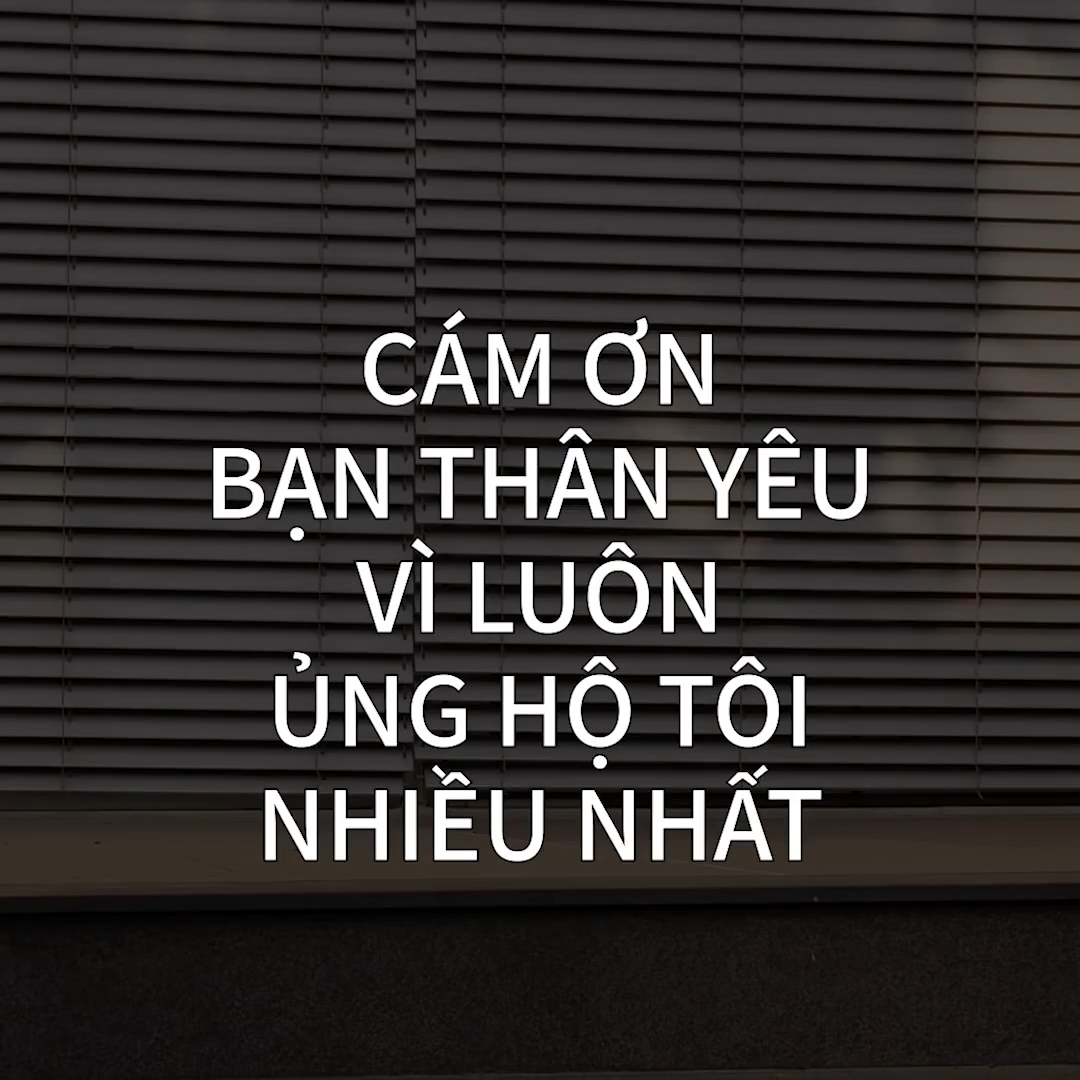 CÁM ƠN
BẠN THÂN YÊU
VÌ LUÔN
ỦNG HỘ TÔI
NHIỀU NHẤT